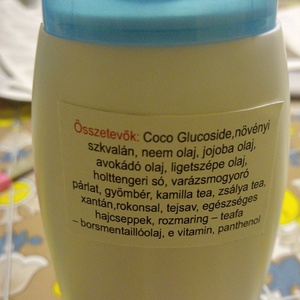 Összetevők: Coco Glucoside,növényi
szkvalán, neem olaj, jojoba olaj,
avokádó olaj, ligetszépe olaj,
holttengeri só, varázsmogyoró
párlat, gyömbér, kamilla tea, zsálya tea,
xantán,rokonsal, tejsav, egészséges
hajcseppek, rozmaring – teafa
– borsmentaillóolaj, e vitamin, panthenol